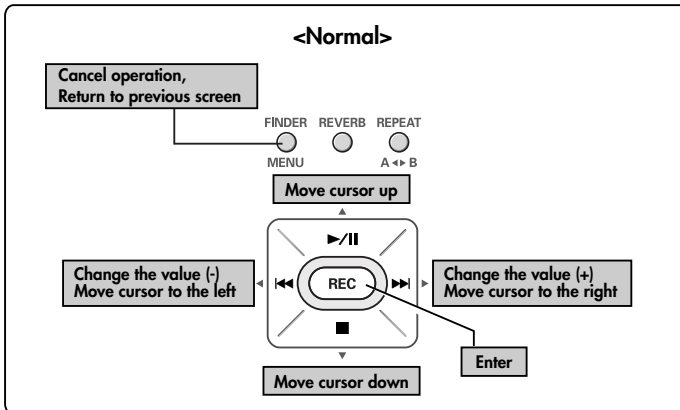 <Normal>
Cancel operation,
Return to previous screen
FINDER REVERB REPEAT
MENU A ◂▸ B
Move cursor up
►/II
Change the value (-)
Move cursor to the left
REC
Change the value (+)
Move cursor to the right
Enter
Move cursor down